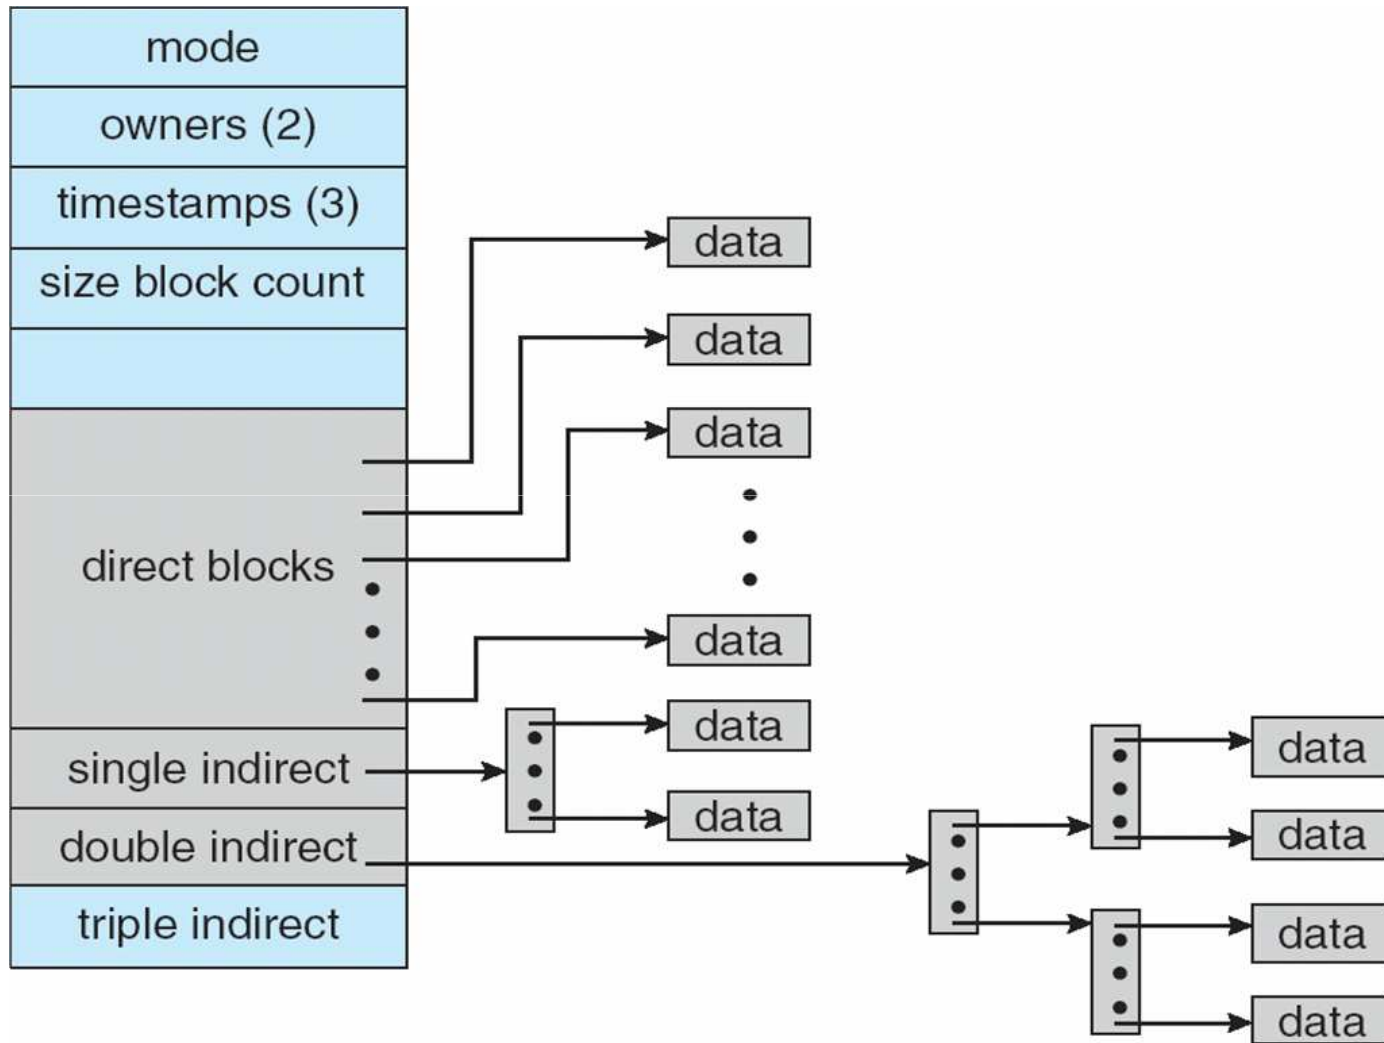 mode
owners (2)
timestamps (3)
size block count
direct blocks
single indirect
double indirect
triple indirect
data
data
data
data
data
data
data
data
data
data